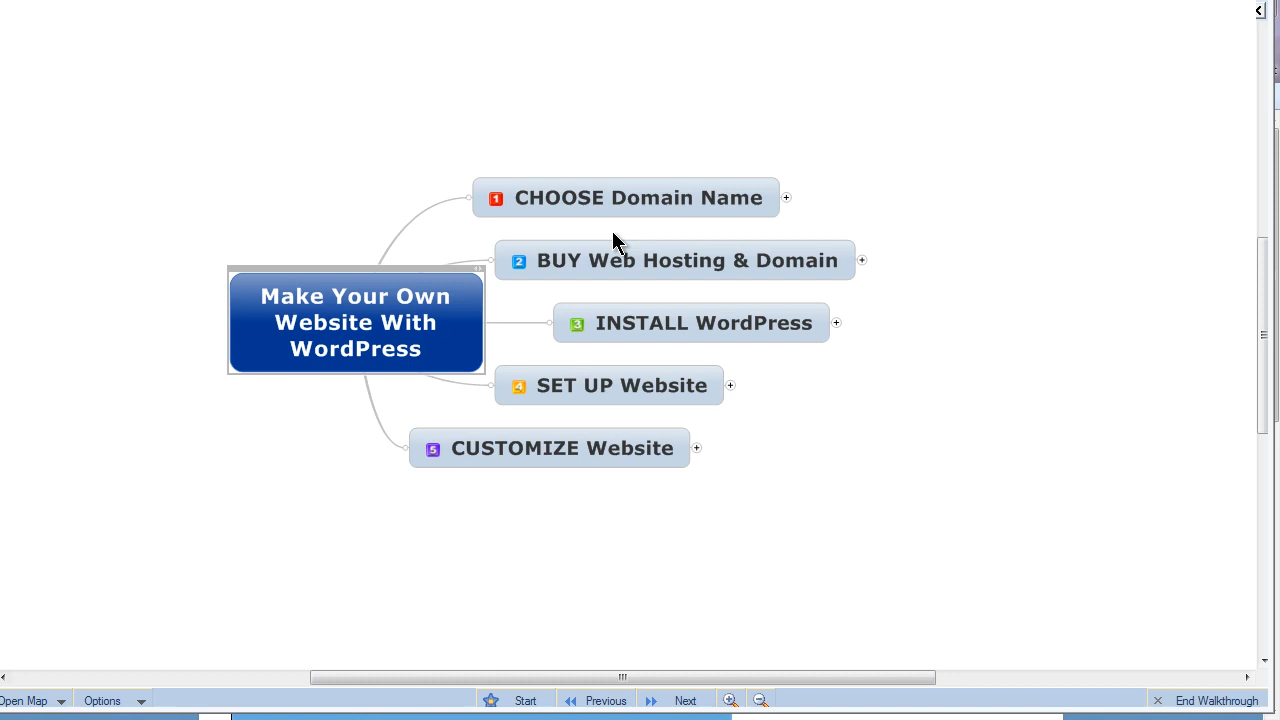 1 CHOOSE Domain Name
2 BUY Web Hosting & Domain
Make Your Own
Website With
WordPress
3 INSTALL WordPress
4 SET UP Website
5 CUSTOMIZE Website
Open Map Options Start Previous Next End Walkthrough